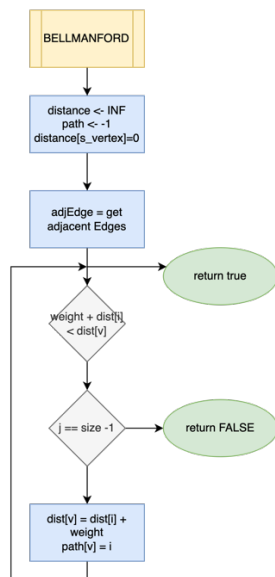 BELLMANFORD
distance <- INF
path <- -1
distance[s_vertex]=0
adjEdge = get
adjacent Edges
return true
weight + dist[i]
< dist[v]
j == size -1
return FALSE
dist[v] = dist[i] +
weight
path[v] = i